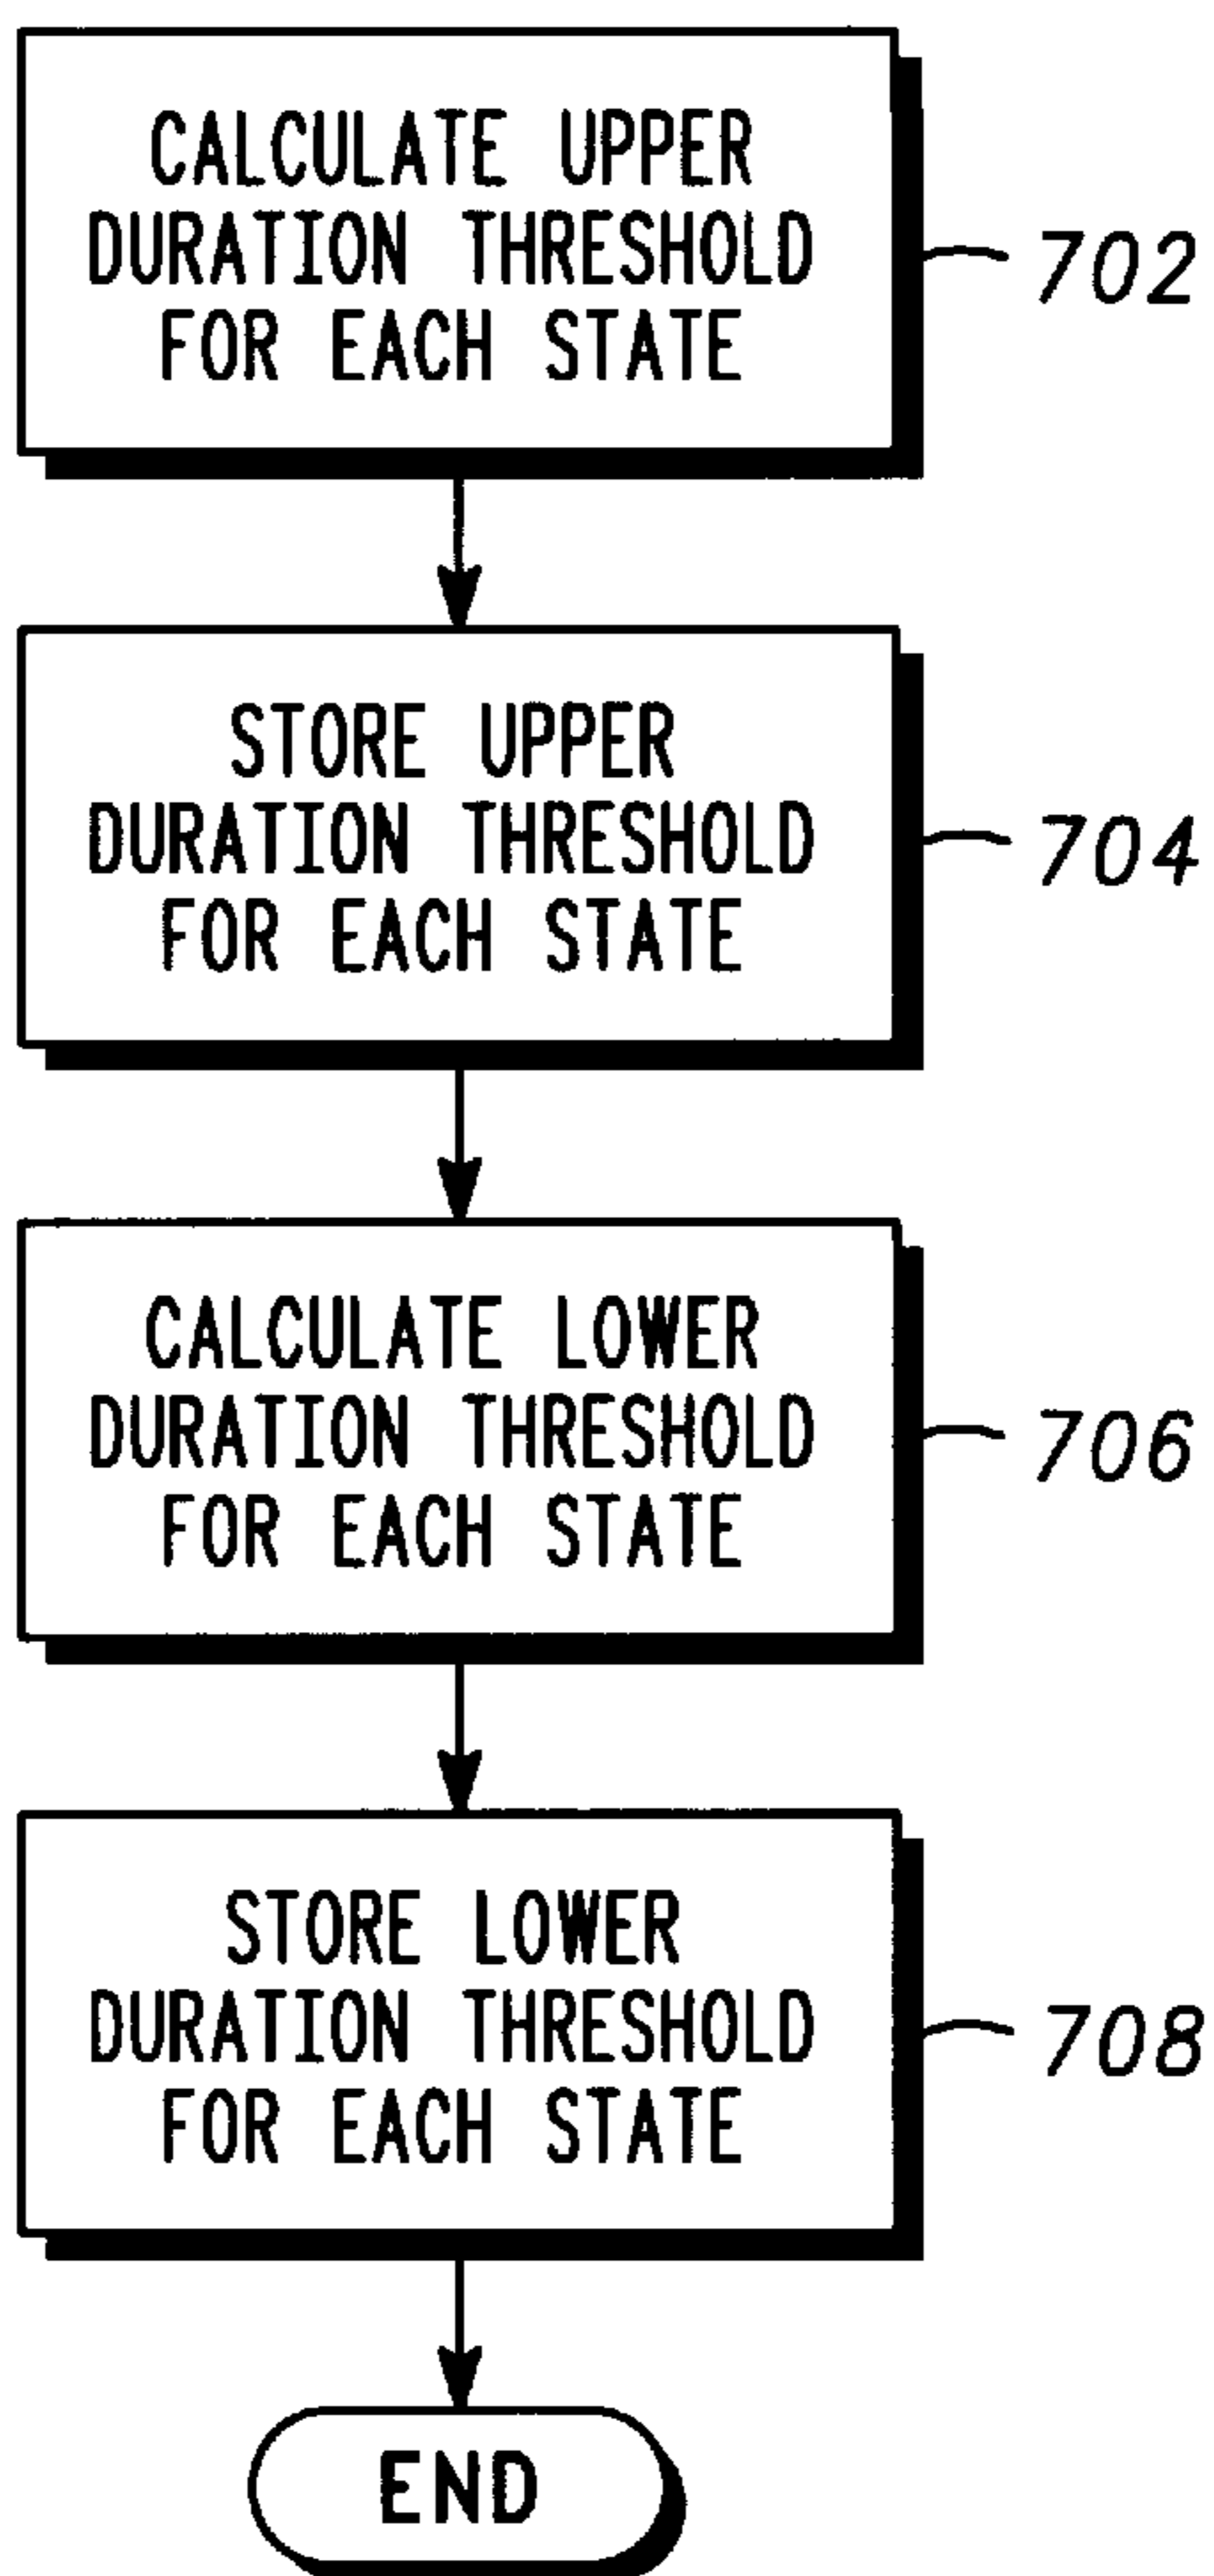 CALCULATE UPPER
DURATION THRESHOLD
FOR EACH STATE
702
STORE UPPER
DURATION THRESHOLD
FOR EACH STATE
704
CALCULATE LOWER
DURATION THRESHOLD
FOR EACH STATE
706
STORE LOWER
DURATION THRESHOLD
FOR EACH STATE
708
END